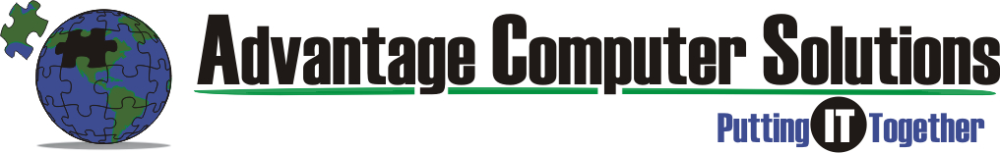 Advantage Computer Solutions
Putting IT Together